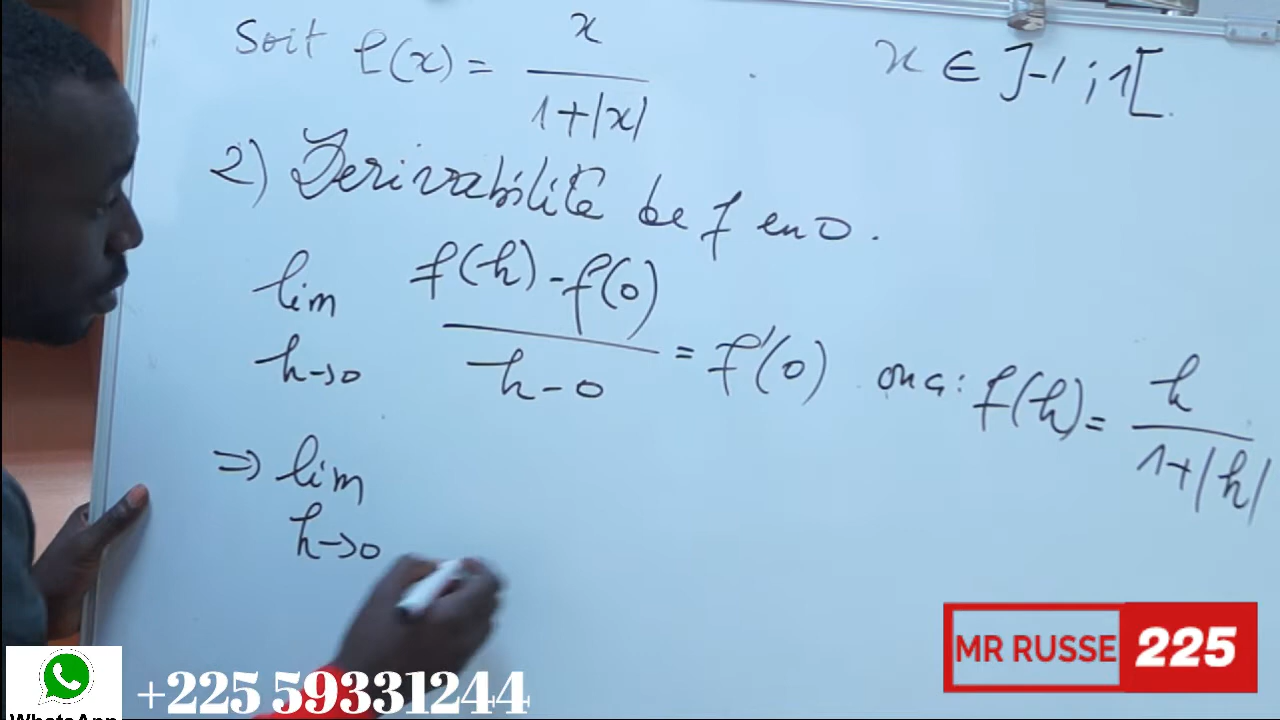 Soit f(x) = x / 1+|x| . x ∈ ]-1 ; 1[.
2) Dérivabilité de f en 0.
lim h→0 f(h) - f(0) / h - 0 = f'(0) on a : f(h) = h / 1+|h|
⇒ lim h→0
MR RUSSE 225
+225 59331244
WhatsApp